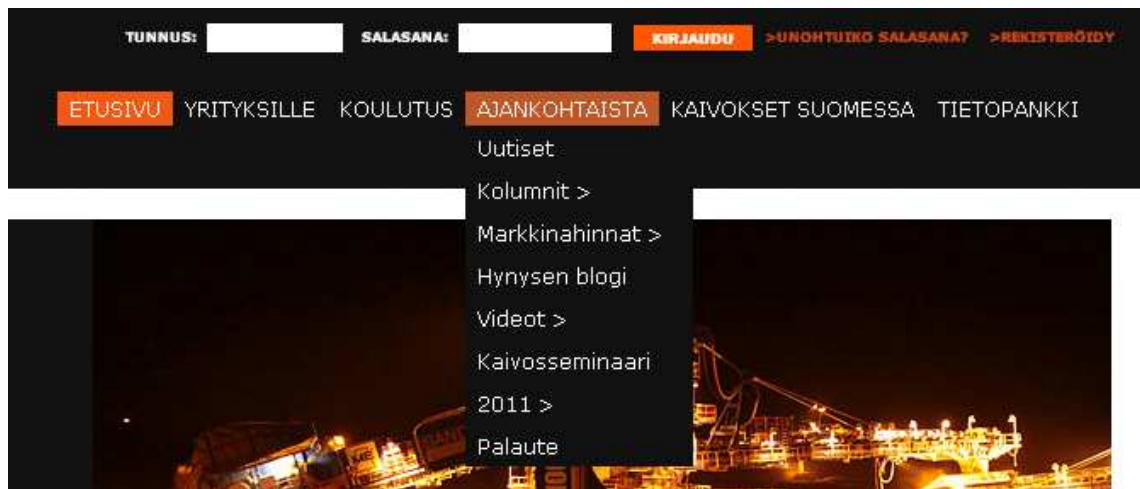 TUNNUS: SALASANA: KIRJAUDU >UNOHTUIKO SALASANA? >REKISTERÖIDY
ETUSIVU YRITYKSILLE KOULUTUS AJANKOHTAISTA KAIVOKSET SUOMESSA TIETOPANKKI
Uutiset
Kolumnit >
Markkinahinnat >
Hynysen blogi
Videot >
Kaivosseminaari
2011 >
Palaute